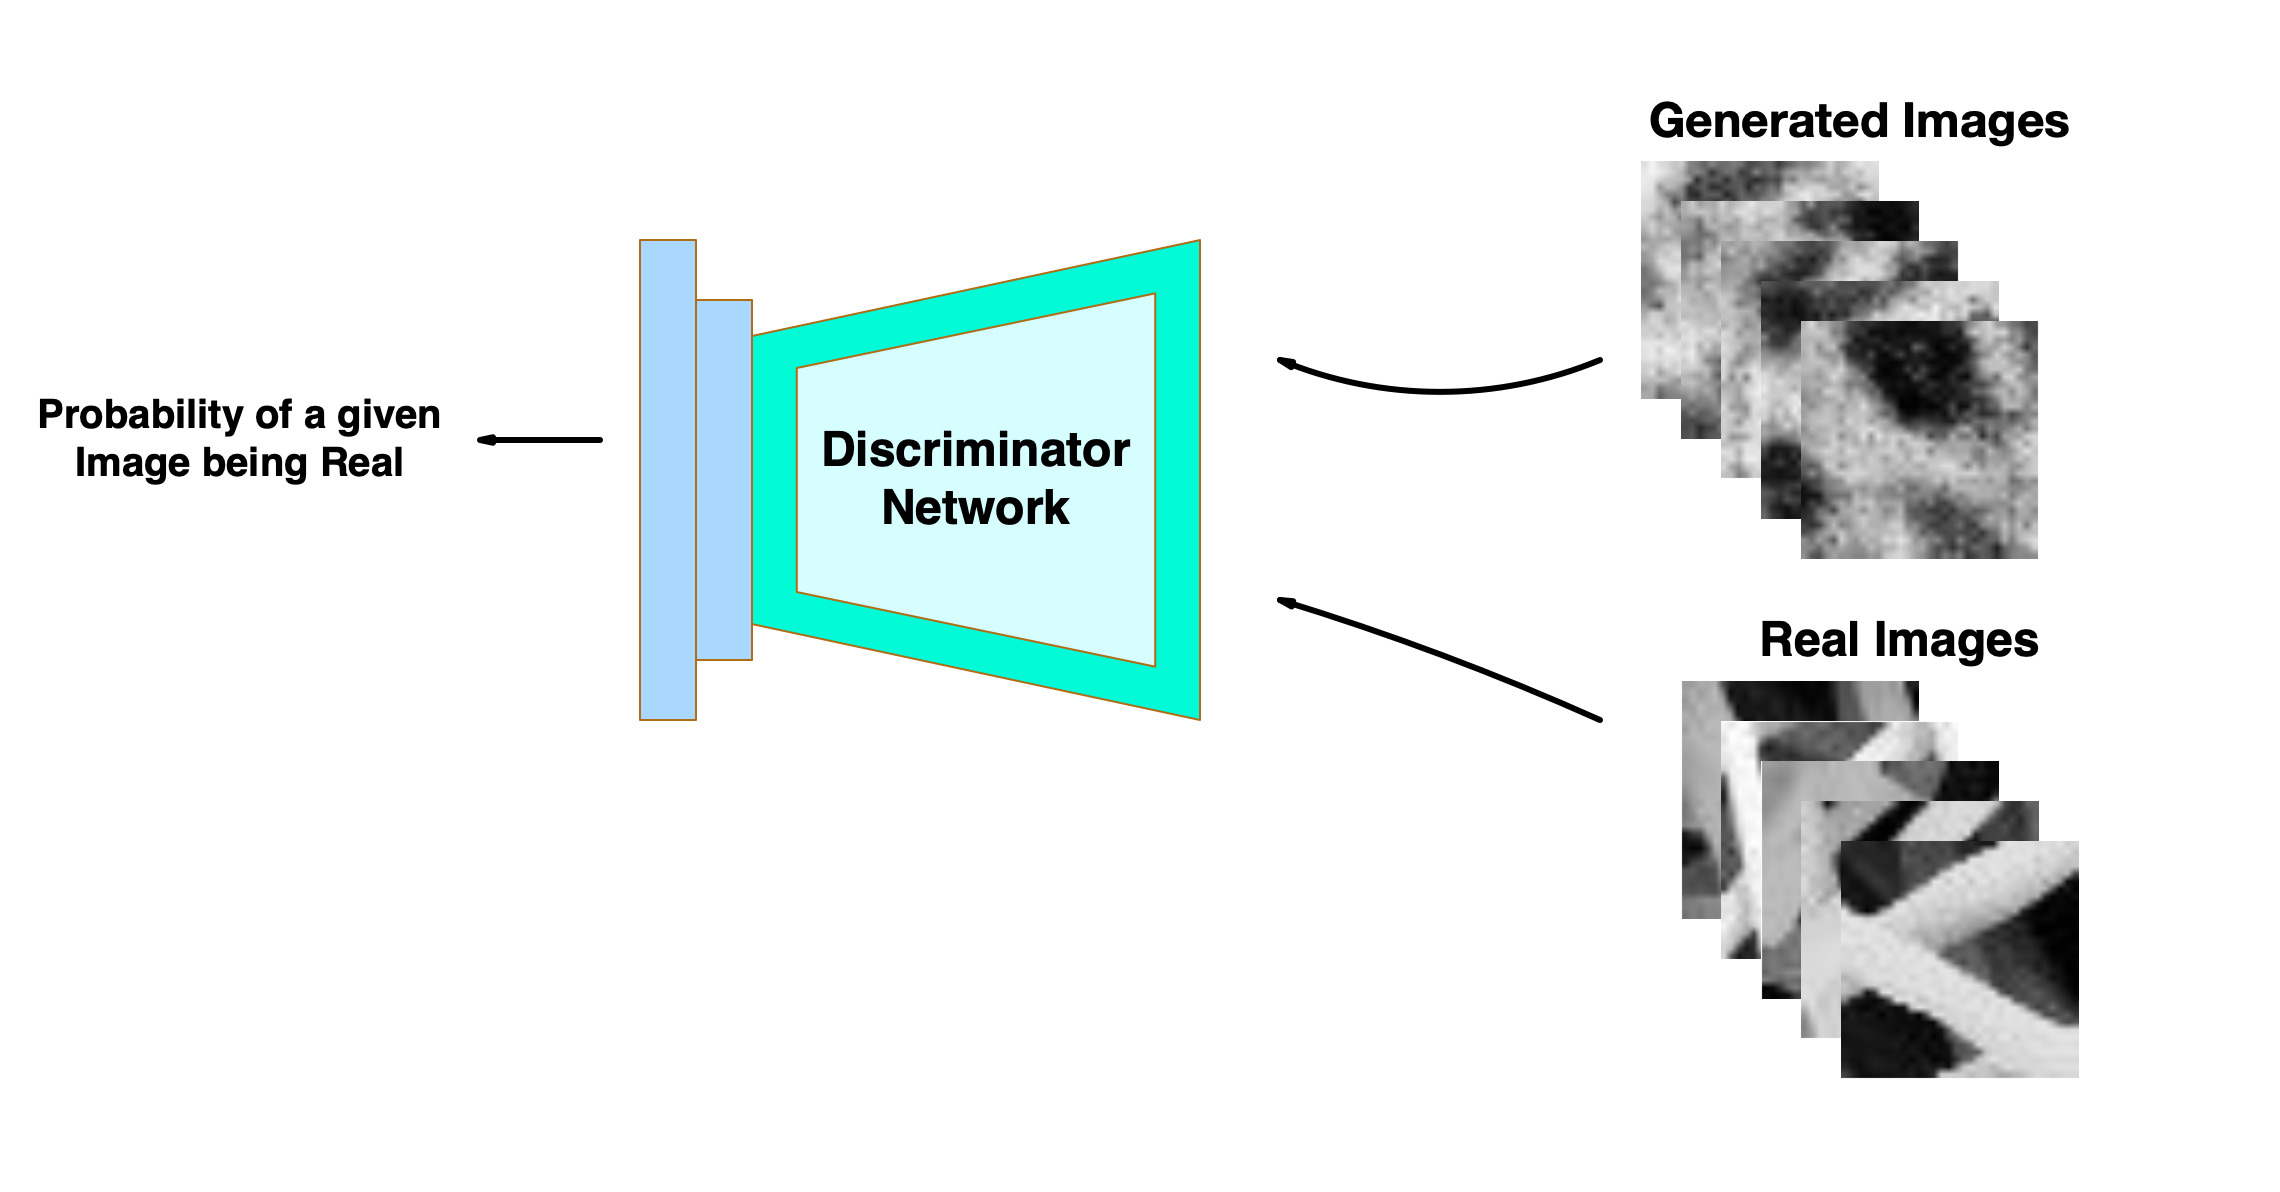 Generated Images
Probability of a given
Image being Real
Discriminator
Network
Real Images